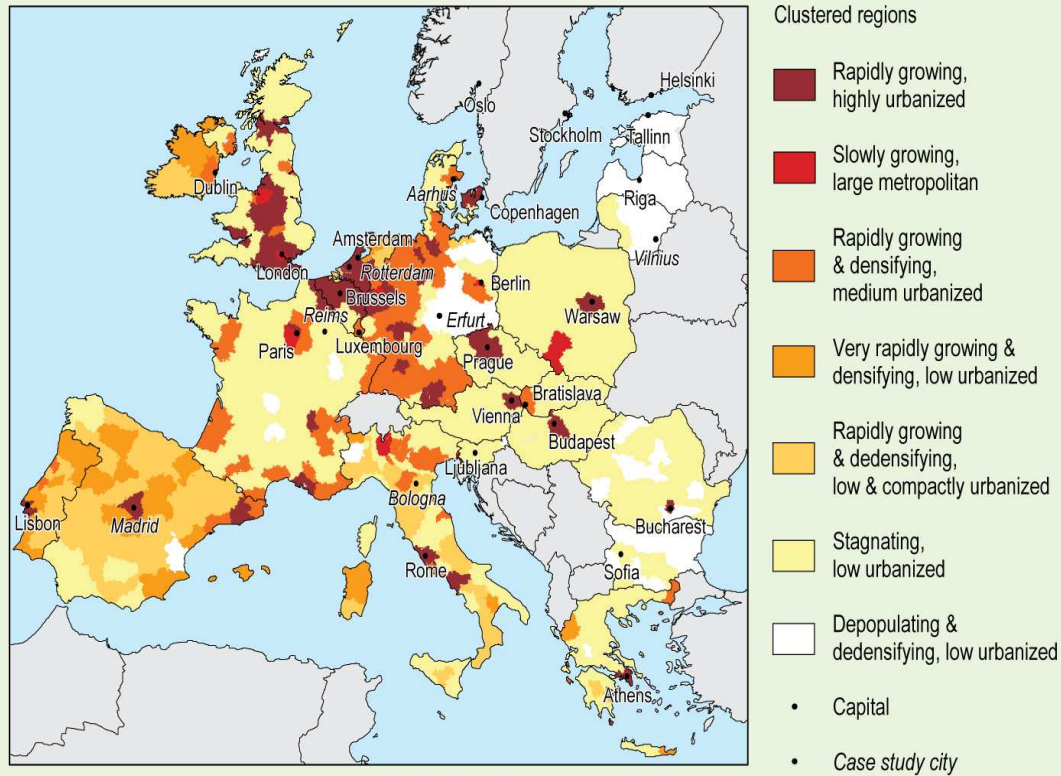 Clustered regions
Rapidly growing,
highly urbanized
Slowly growing,
large metropolitan
Rapidly growing
& densifying,
medium urbanized
Very rapidly growing &
densifying, low urbanized
Rapidly growing
& dedensifying,
low & compactly urbanized
Stagnating,
low urbanized
Depopulating &
dedensifying, low urbanized
Capital
Case study city
Helsinki
Oslo
Stockholm
Tallinn
Riga
Vilnius
Dublin
Aarhus
Copenhagen
Amsterdam
London
Rotterdam
Brussels
Berlin
Reims
Erfurt
Warsaw
Paris
Luxembourg
Prague
Bratislava
Vienna
Budapest
Ljubljana
Bologna
Lisbon
Madrid
Bucharest
Rome
Sofia
Athens